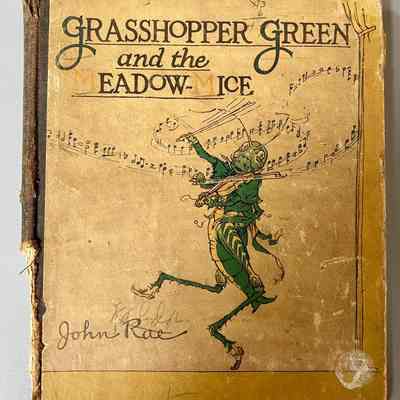 GRASSHOPPER GREEN
and the
MEADOW-MICE
John Rae